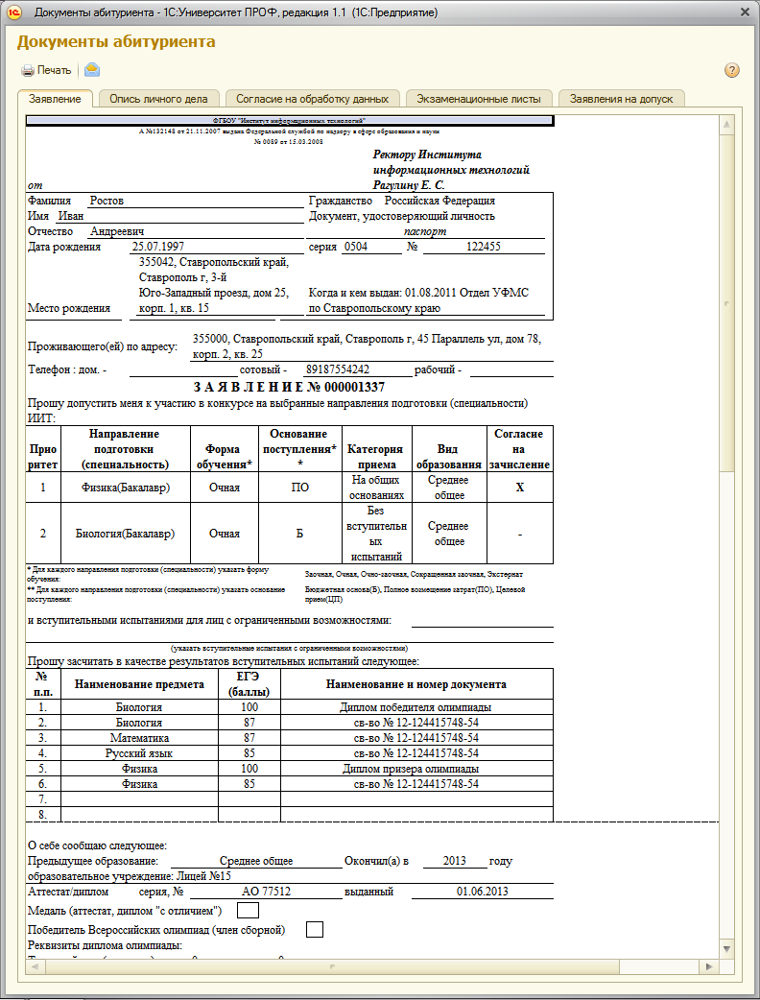 Документы абитуриента - 1С:Университет ПРОФ, редакция 1.1 (1С:Предприятие)
Документы абитуриента
Печать
Заявление Опись личного дела Согласие на обработку данных Экзаменационные листы Заявления на допуск
ФГБОУ "Институт информационных технологий"
А №132148 от 21.11.2007 выдана Федеральной службой по надзору в сфере образования и науки
№ 0089 от 15.03.2008
Ректору Института
информационных технологий
от Рагулину Е. С.
Фамилия Ростов Гражданство Российская Федерация
Имя Иван Документ, удостоверяющий личность
Отчество Андреевич паспорт
Дата рождения 25.07.1997 серия 0504 № 122455
355042, Ставропольский край,
Ставрополь г, 3-й
Юго-Западный проезд, дом 25, Когда и кем выдан: 01.08.2011 Отдел УФМС
Место рождения корп. 1, кв. 15 по Ставропольскому краю
355000, Ставропольский край, Ставрополь г, 45 Параллель ул, дом 78,
Проживающего(ей) по адресу:
корп. 2, кв. 25
Телефон : дом. - сотовый - 89187554242 рабочий -
З А Я В Л Е Н И Е № 000001337
Прошу допустить меня к участию в конкурсе на выбранные направления подготовки (специальности)
ИИТ:
Прио
ритет
Направление
подготовки
(специальность)
Форма
обучения*
Основание
поступления*
*
Категория
приема
Вид
образования
Согласие
на
зачисление
1 Физика(Бакалавр) Очная ПО На общих
основаниях Среднее
общее Х
2 Биология(Бакалавр) Очная Б Без
вступительн
ых
испытаний Среднее
общее -
* Для каждого направления подготовки (специальности) указать форму
обучения:
Заочная, Очная, Очно-заочная, Сокращенная заочная, Экстернат
** Для каждого направления подготовки (специальности) указать основание
поступления:
Бюджетная основа(Б), Полное возмещение затрат(ПО), Целевой
прием(ЦП)
и вступительными испытаниями для лиц с ограниченными возможностями:
(указать вступительные испытания с ограниченными возможностями)
Прошу засчитать в качестве результатов вступительных испытаний следующее:
№
п.п.
Наименование предмета
ЕГЭ
(баллы)
Наименование и номер документа
1. Биология 100 Диплом победителя олимпиады
2. Биология 87 св-во № 12-124415748-54
3. Математика 87 св-во № 12-124415748-54
4. Русский язык 85 св-во № 12-124415748-54
5. Физика 100 Диплом призера олимпиады
6. Физика 85 св-во № 12-124415748-54
7.
8.
О себе сообщаю следующее:
Предыдущее образование: Среднее общее Окончил(а) в 2013 году
образовательное учреждение: Лицей №15
Аттестат/диплом серия, № АО 77512 выданный 01.06.2013
Медаль (аттестат, диплом "с отличием")
Победитель Всероссийских олимпиад (член сборной)
Реквизиты диплома олимпиады: